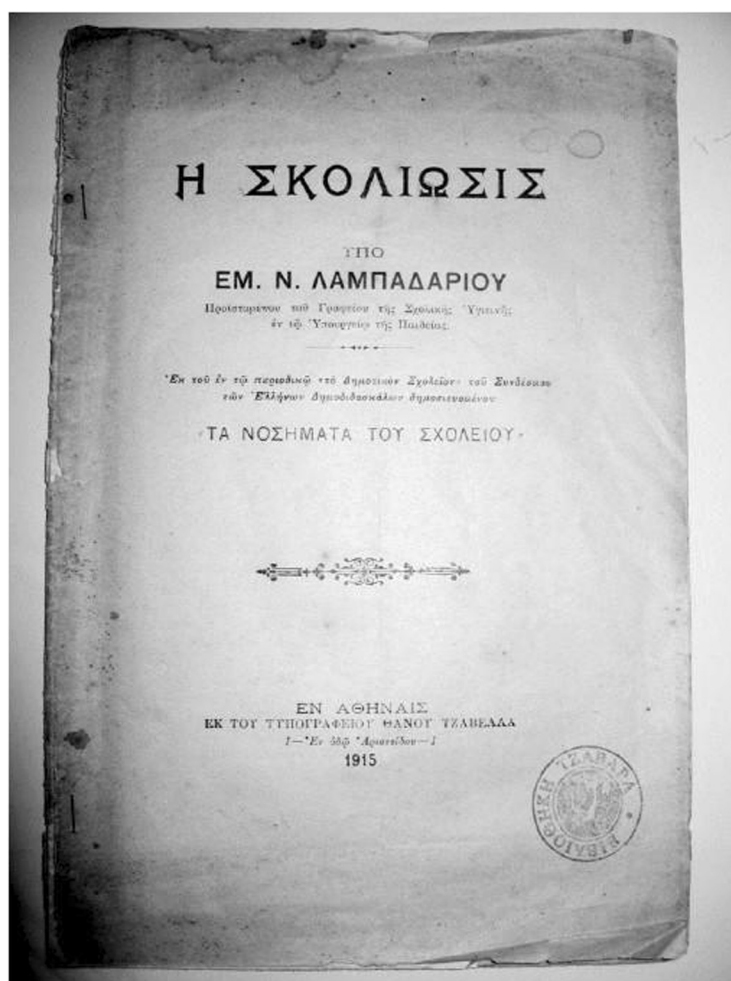 Η ΣΚΟΛΙΩΣΙΣ
ΥΠΟ
ΕΜ. Ν. ΛΑΜΠΑΔΑΡΙΟΥ
Προϊσταμένου τοῦ Γραφείου τῆς Σχολικῆς Ὑγιεινῆς
ἐν τῷ Ὑπουργείῳ τῆς Παιδείας.
Ἐκ τοῦ ἐν τῷ περιοδικῷ «τὸ Δημοτικὸν Σχολεῖον» τοῦ Συνδέσμου
τῶν Ἑλλήνων Δημοδιδασκάλων δημοσιευομένου
«ΤΑ ΝΟΣΗΜΑΤΑ ΤΟΥ ΣΧΟΛΕΙΟΥ»
ΕΝ ΑΘΗΝΑΙΣ
ΕΚ ΤΟΥ ΤΥΠΟΓΡΑΦΕΙΟΥ ΘΑΝΟΥ ΤΖΑΒΕΛΛΑ
1—Ἐν ὁδῷ Ἀριστείδου—1
1915
ΒΙΒΛΙΟΘΗΚΗ ΤΖΑΒΑΡΑ